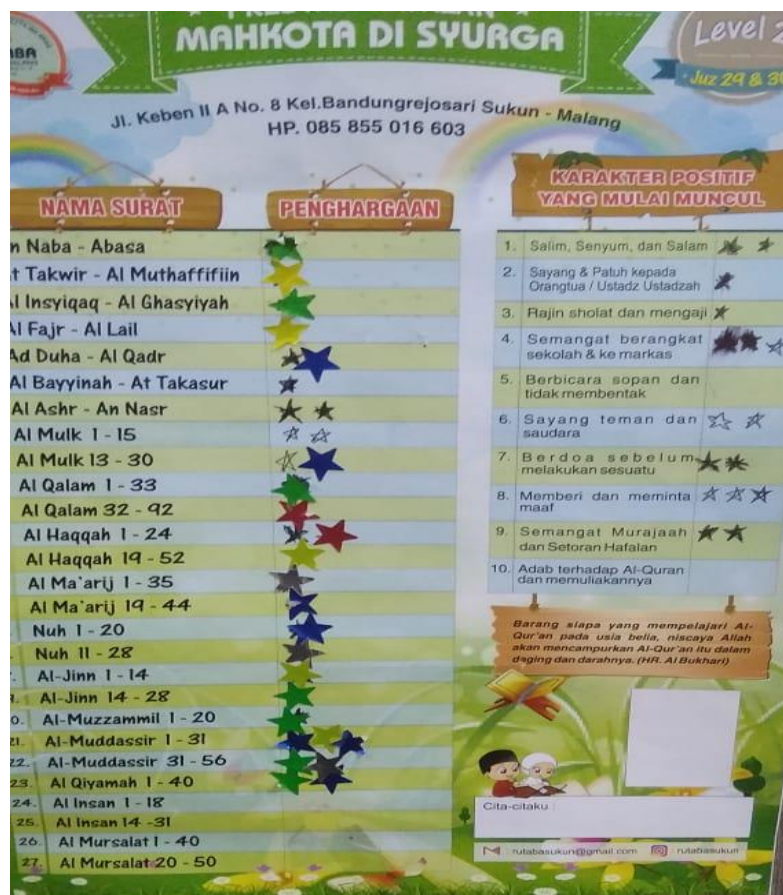 MAHKOTA DI SYURGA
Level 2
Juz 29 & 30
Jl. Keben II A No. 8 Kel.Bandungrejosari Sukun - Malang
HP. 085 855 016 603
NAMA SURAT
PENGHARGAAN
Naba - Abasa
Takwir - Al Muthaffifiin
Al Insyiqaq - Al Ghasyiyah
Al Fajr - Al Lail
Ad Duha - Al Qadr
Al Bayyinah - At Takasur
Al Ashr - An Nasr
Al Mulk 1 - 15
Al Mulk 13 - 30
Al Qalam 1 - 33
Al Qalam 32 - 92
Al Haqqah 1 - 24
Al Haqqah 19 - 52
Al Ma'arij 1 - 35
Al Ma'arij 19 - 44
Nuh 1 - 20
Nuh 11 - 28
Al-Jinn 1 - 14
Al-Jinn 14 - 28
Al-Muzzammil 1 - 20
21. Al-Muddassir 1 - 31
22. Al-Muddassir 31 - 56
23. Al Qiyamah 1 - 40
24. Al Insan 1 - 18
25. Al Insan 14 -31
26. Al Mursalat 1 - 40
27. Al Mursalat 20 - 50
KARAKTER POSITIF
YANG MULAI MUNCUL
1. Salim, Senyum, dan Salam
2. Sayang & Patuh kepada
Orangtua / Ustadz Ustadzah
3. Rajin sholat dan mengaji
4. Semangat berangkat
sekolah & ke markas
5. Berbicara sopan dan
tidak membentak
6. Sayang teman dan
saudara
7. Berdoa sebelum
melakukan sesuatu
8. Memberi dan meminta
maaf
9. Semangat Murajaah
dan Setoran Hafalan
10. Adab terhadap Al-Quran
dan memuliakannya
Barang siapa yang mempelajari Al-
Qur'an pada usia belia, niscaya Allah
akan mencampurkan Al-Qur'an itu dalam
daging dan darahnya. (HR. Al Bukhari)
Cita-citaku :
rutabasukun@gmail.com
rutabasukun